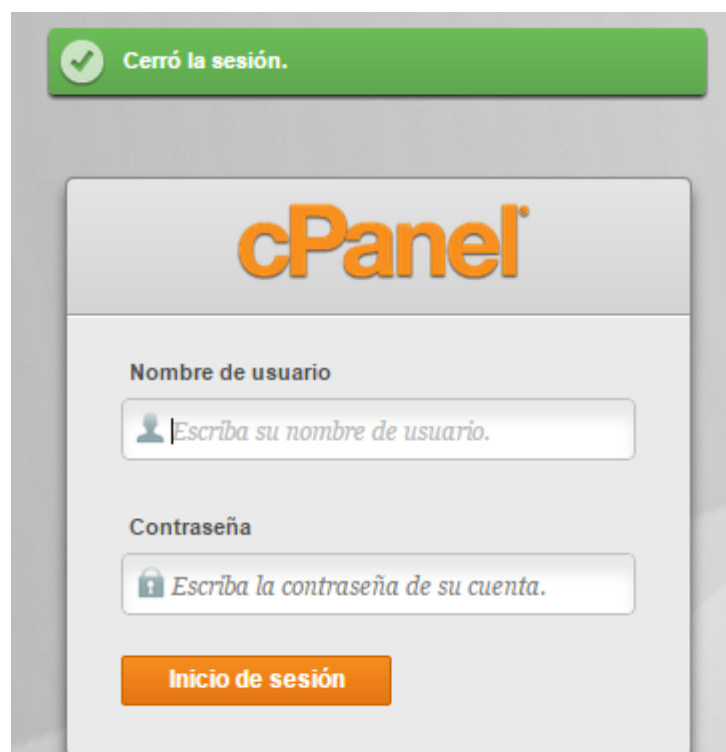 Cerró la sesión.
cPanel
Nombre de usuario
Escriba su nombre de usuario.
Contraseña
Escriba la contraseña de su cuenta.
Inicio de sesión